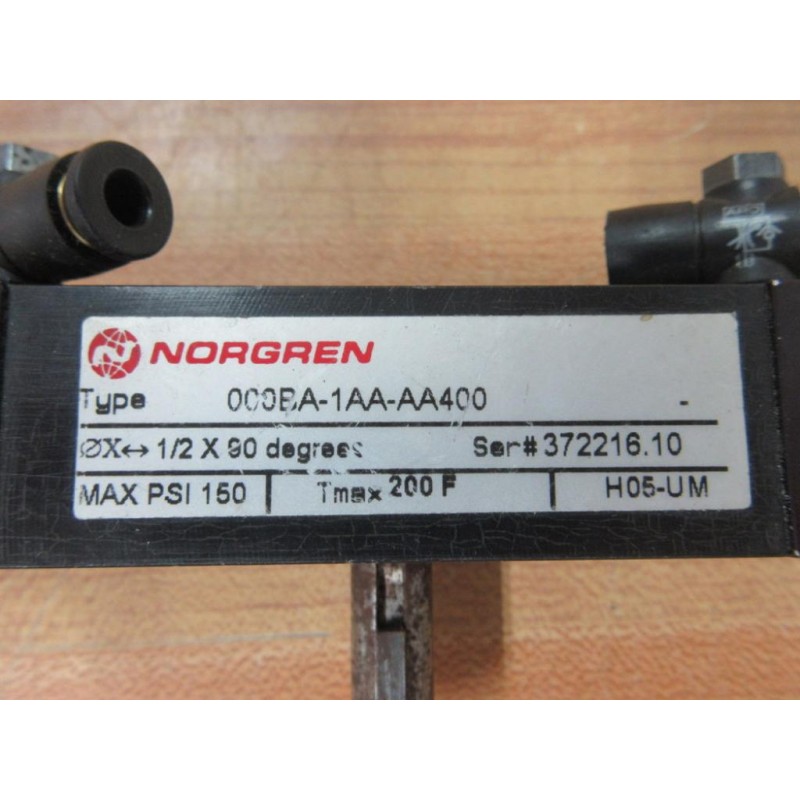 NORGREN
Type 000BA-1AA-AA400 -
ØX↔ 1/2 X 90 degrees Ser# 372216.10
MAX PSI 150 Tmax 200 F H05-UM